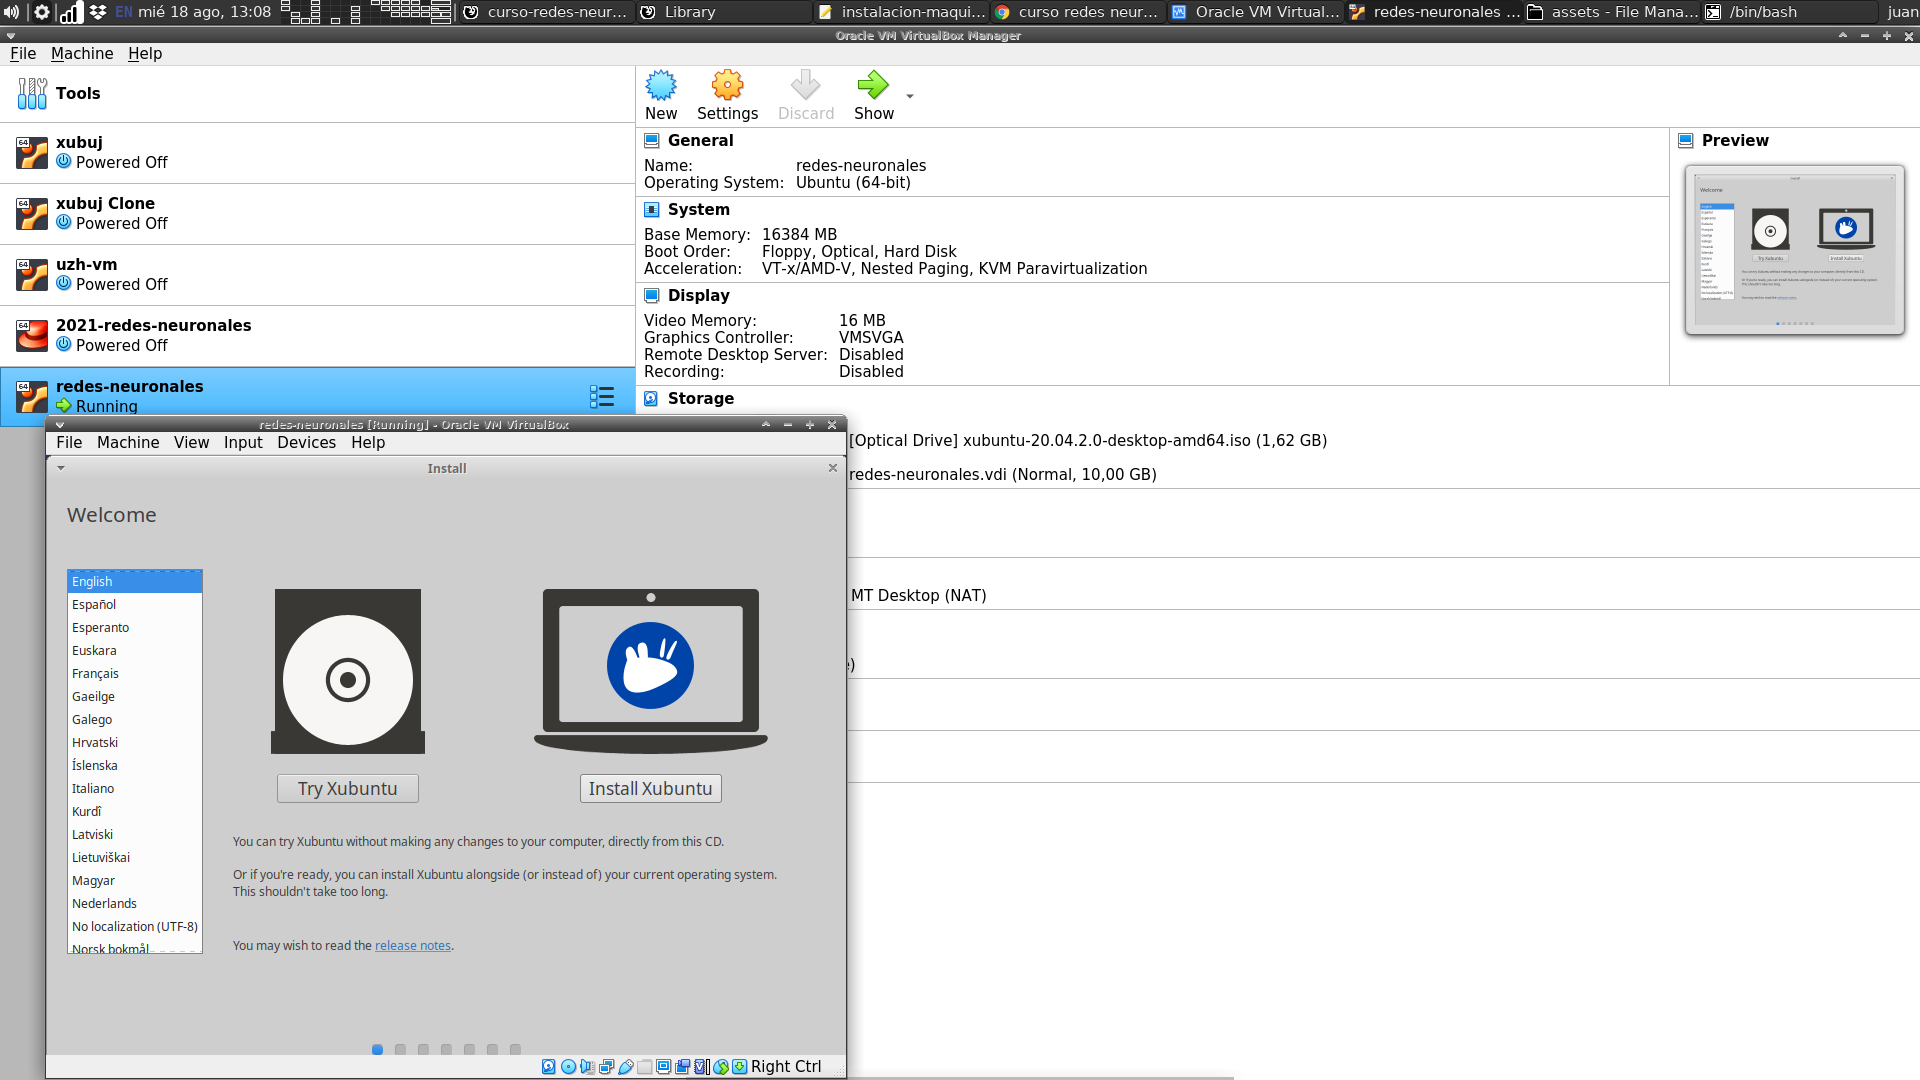 EN mié 18 ago, 13:08 curso-redes-neur... Library instalacion-maqui... curso redes neur... Oracle VM Virtual... redes-neuronales ... assets - File Mana... /bin/bash juan
Oracle VM VirtualBox Manager
File Machine Help
Tools
New Settings Discard Show
64 xubuj
Powered Off
64 xubuj Clone
Powered Off
64 uzh-vm
Powered Off
64 2021-redes-neuronales
Powered Off
64 redes-neuronales
Running
General
Name: redes-neuronales
Operating System: Ubuntu (64-bit)
System
Base Memory: 16384 MB
Boot Order: Floppy, Optical, Hard Disk
Acceleration: VT-x/AMD-V, Nested Paging, KVM Paravirtualization
Display
Video Memory: 16 MB
Graphics Controller: VMSVGA
Remote Desktop Server: Disabled
Recording: Disabled
Storage
[Optical Drive] xubuntu-20.04.2.0-desktop-amd64.iso (1,62 GB)
redes-neuronales.vdi (Normal, 10,00 GB)
MT Desktop (NAT)
Preview
Install
Welcome
Try Xubuntu
Install Xubuntu
redes-neuronales [Running] - Oracle VM VirtualBox
File Machine View Input Devices Help
Install
Welcome
English
Español
Esperanto
Euskara
Français
Gaeilge
Galego
Hrvatski
Íslenska
Italiano
Kurdî
Latviski
Lietuviškai
Magyar
Nederlands
No localization (UTF-8)
Norsk bokmål
Try Xubuntu
Install Xubuntu
You can try Xubuntu without making any changes to your computer, directly from this CD.
Or if you're ready, you can install Xubuntu alongside (or instead of) your current operating system.
This shouldn't take too long.
You may wish to read the release notes.
Right Ctrl